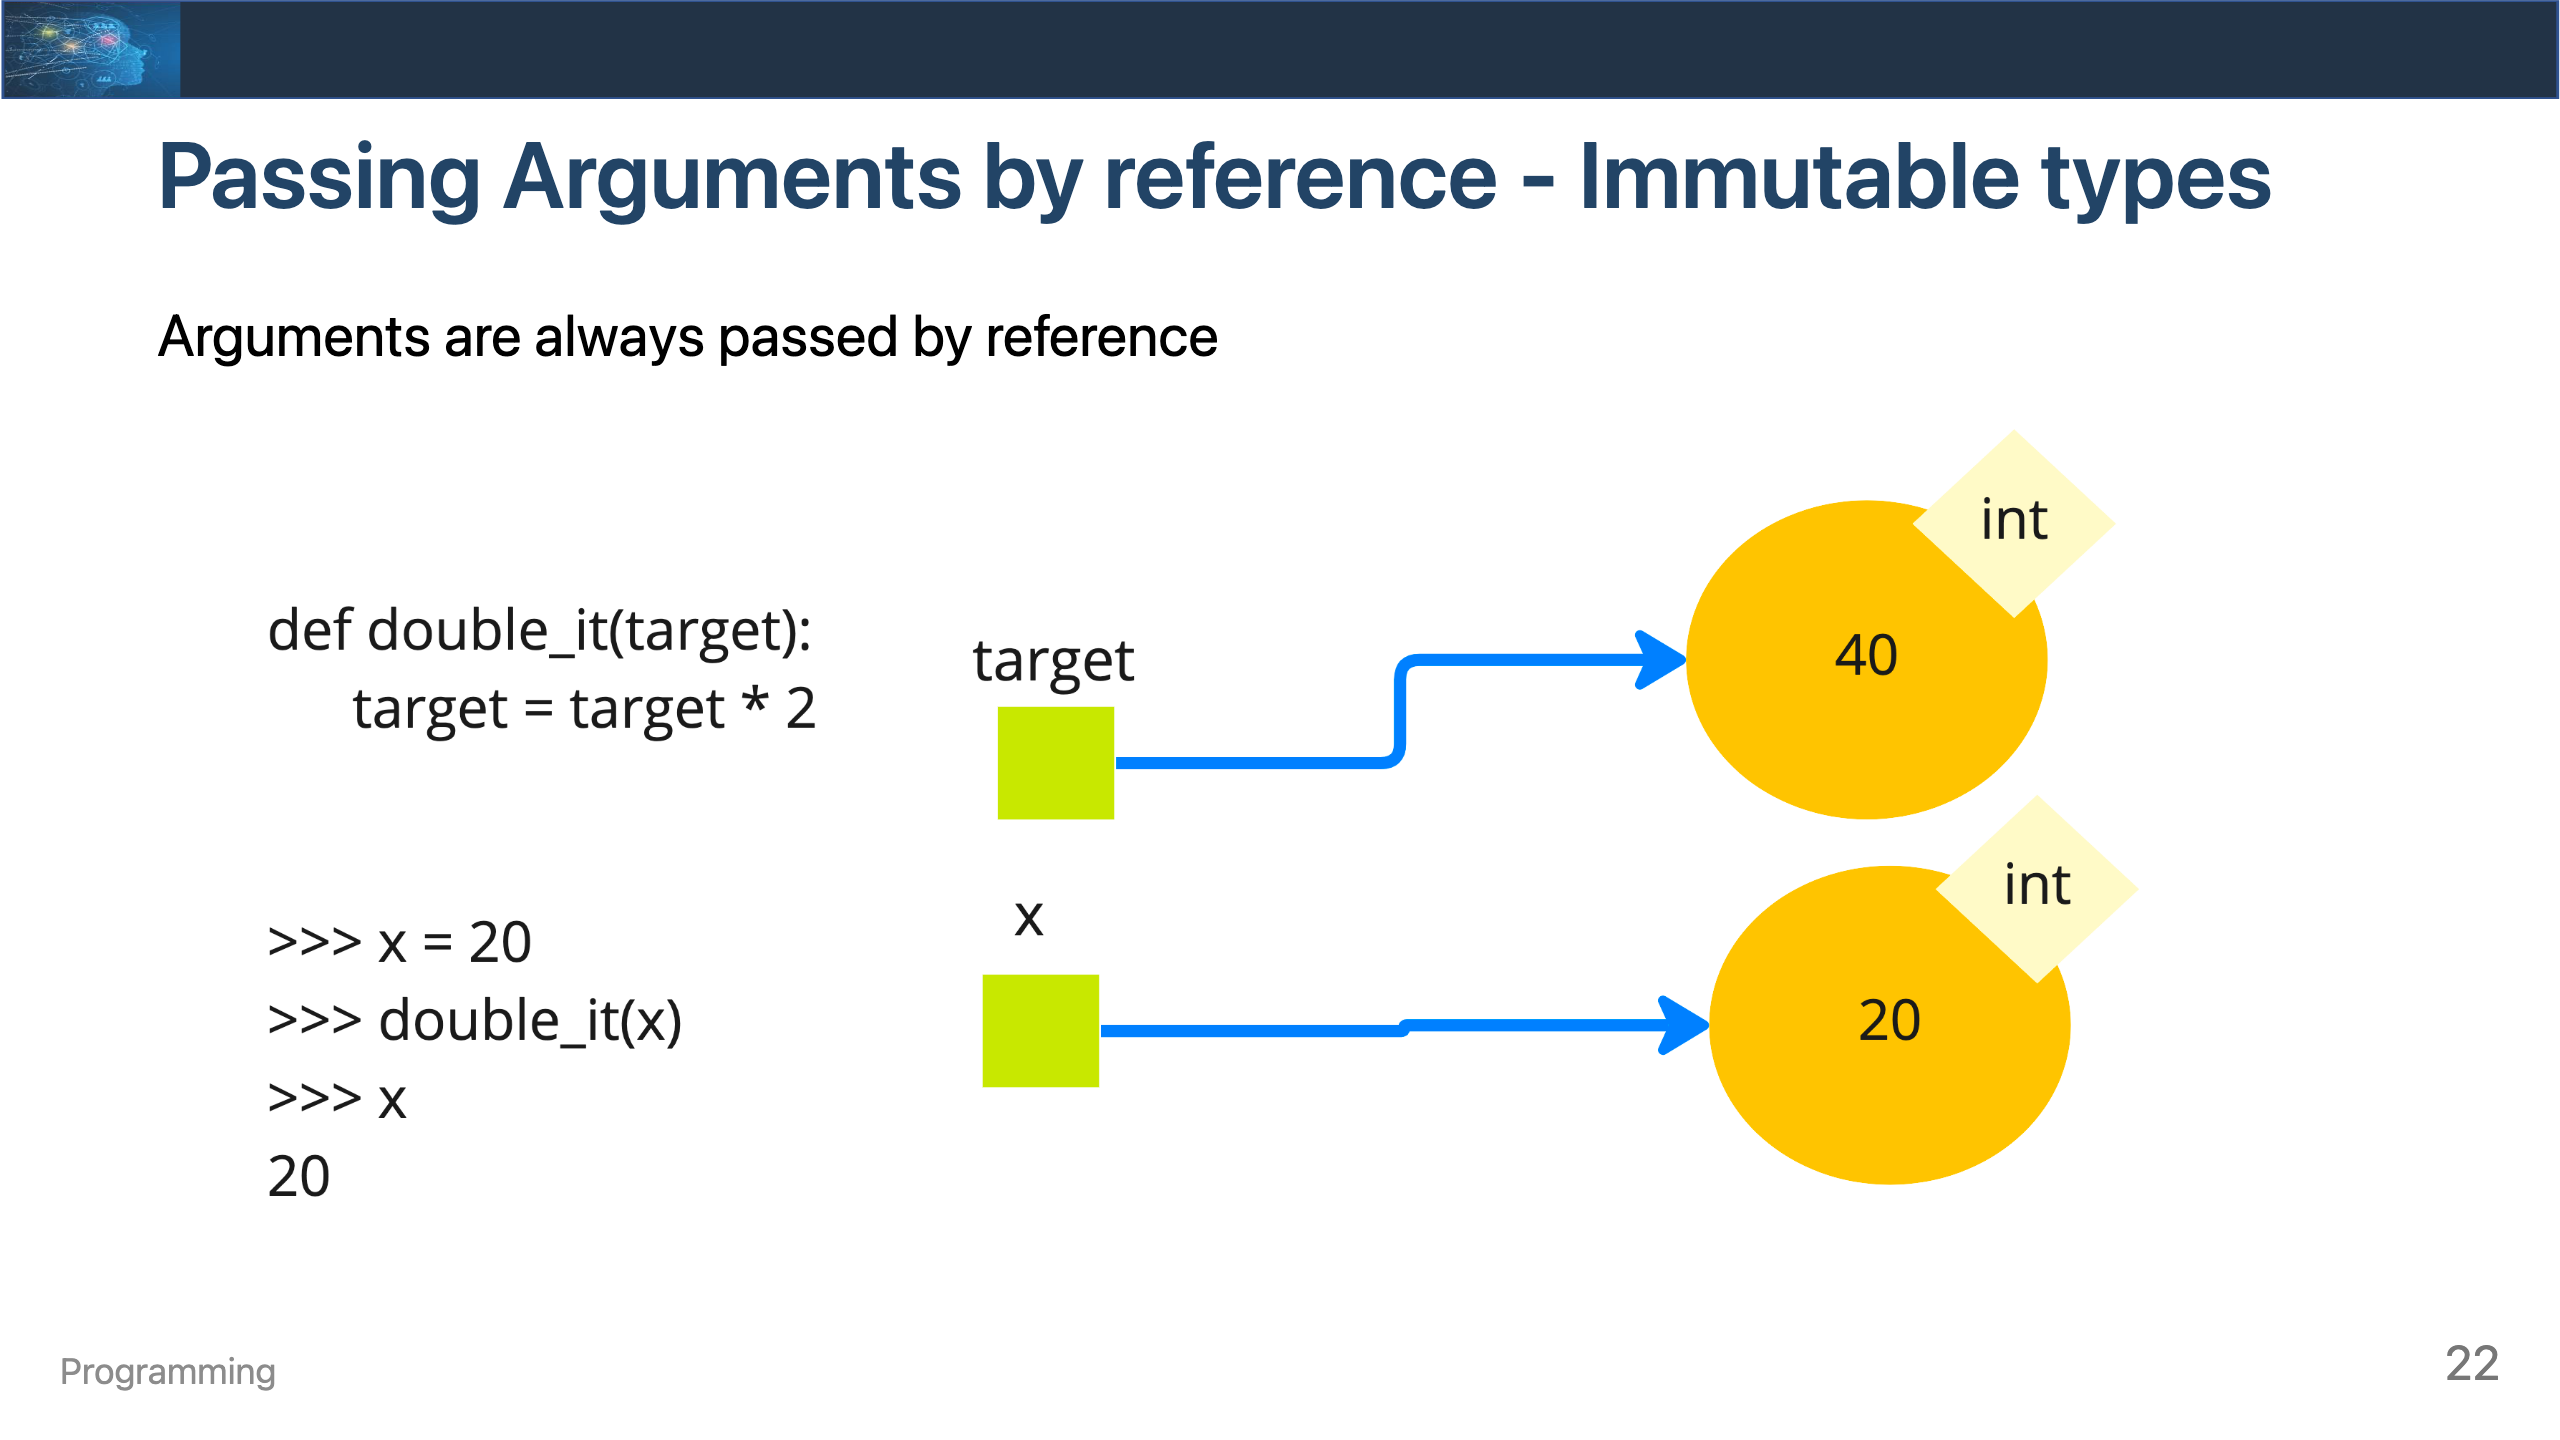 Passing Arguments by reference - Immutable types
Arguments are always passed by reference
def double_it(target):
target = target * 2
>>> x = 20
>>> double_it(x)
>>> x
20
target
x
int
40
int
20
Programming
22